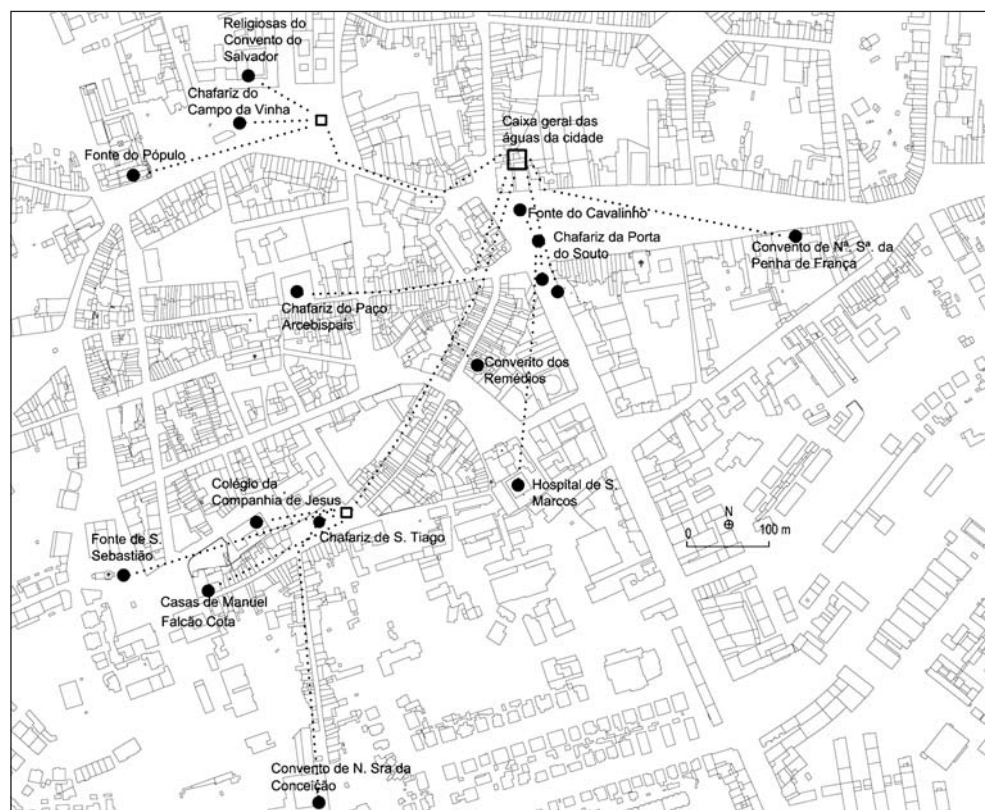 Religiosas do
Convento do
Salvador
Chafariz do
Campo da Vinha
Fonte do Pópulo
Caixa geral das
águas da cidade
Fonte do Cavalinho
Chafariz da Porta
do Souto
Convento de Nª. Sª. da
Penha de França
Chafariz do Paço
Arcebispais
Convento dos
Remédios
Colégio da
Companhia de Jesus
Hospital de S.
Marcos
Fonte de S.
Sebastião
Chafariz de S. Tiago
Casas de Manuel
Falcão Cota
N
0 100 m
Convento de N. Sra da
Conceição